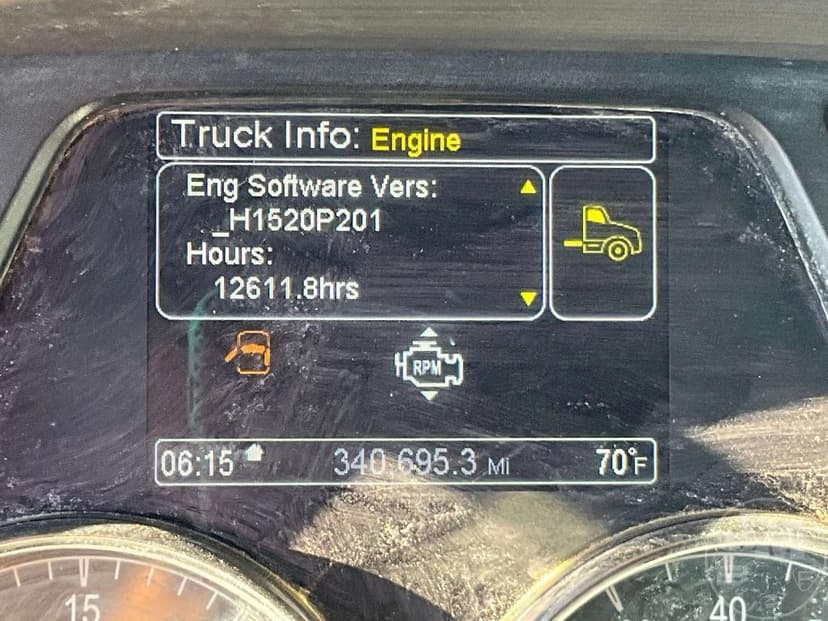 Truck Info: Engine
Eng Software Vers:
_H1520P201
Hours:
12611.8hrs
RPM
06:15 340,695.3 MI 70°F
15 40